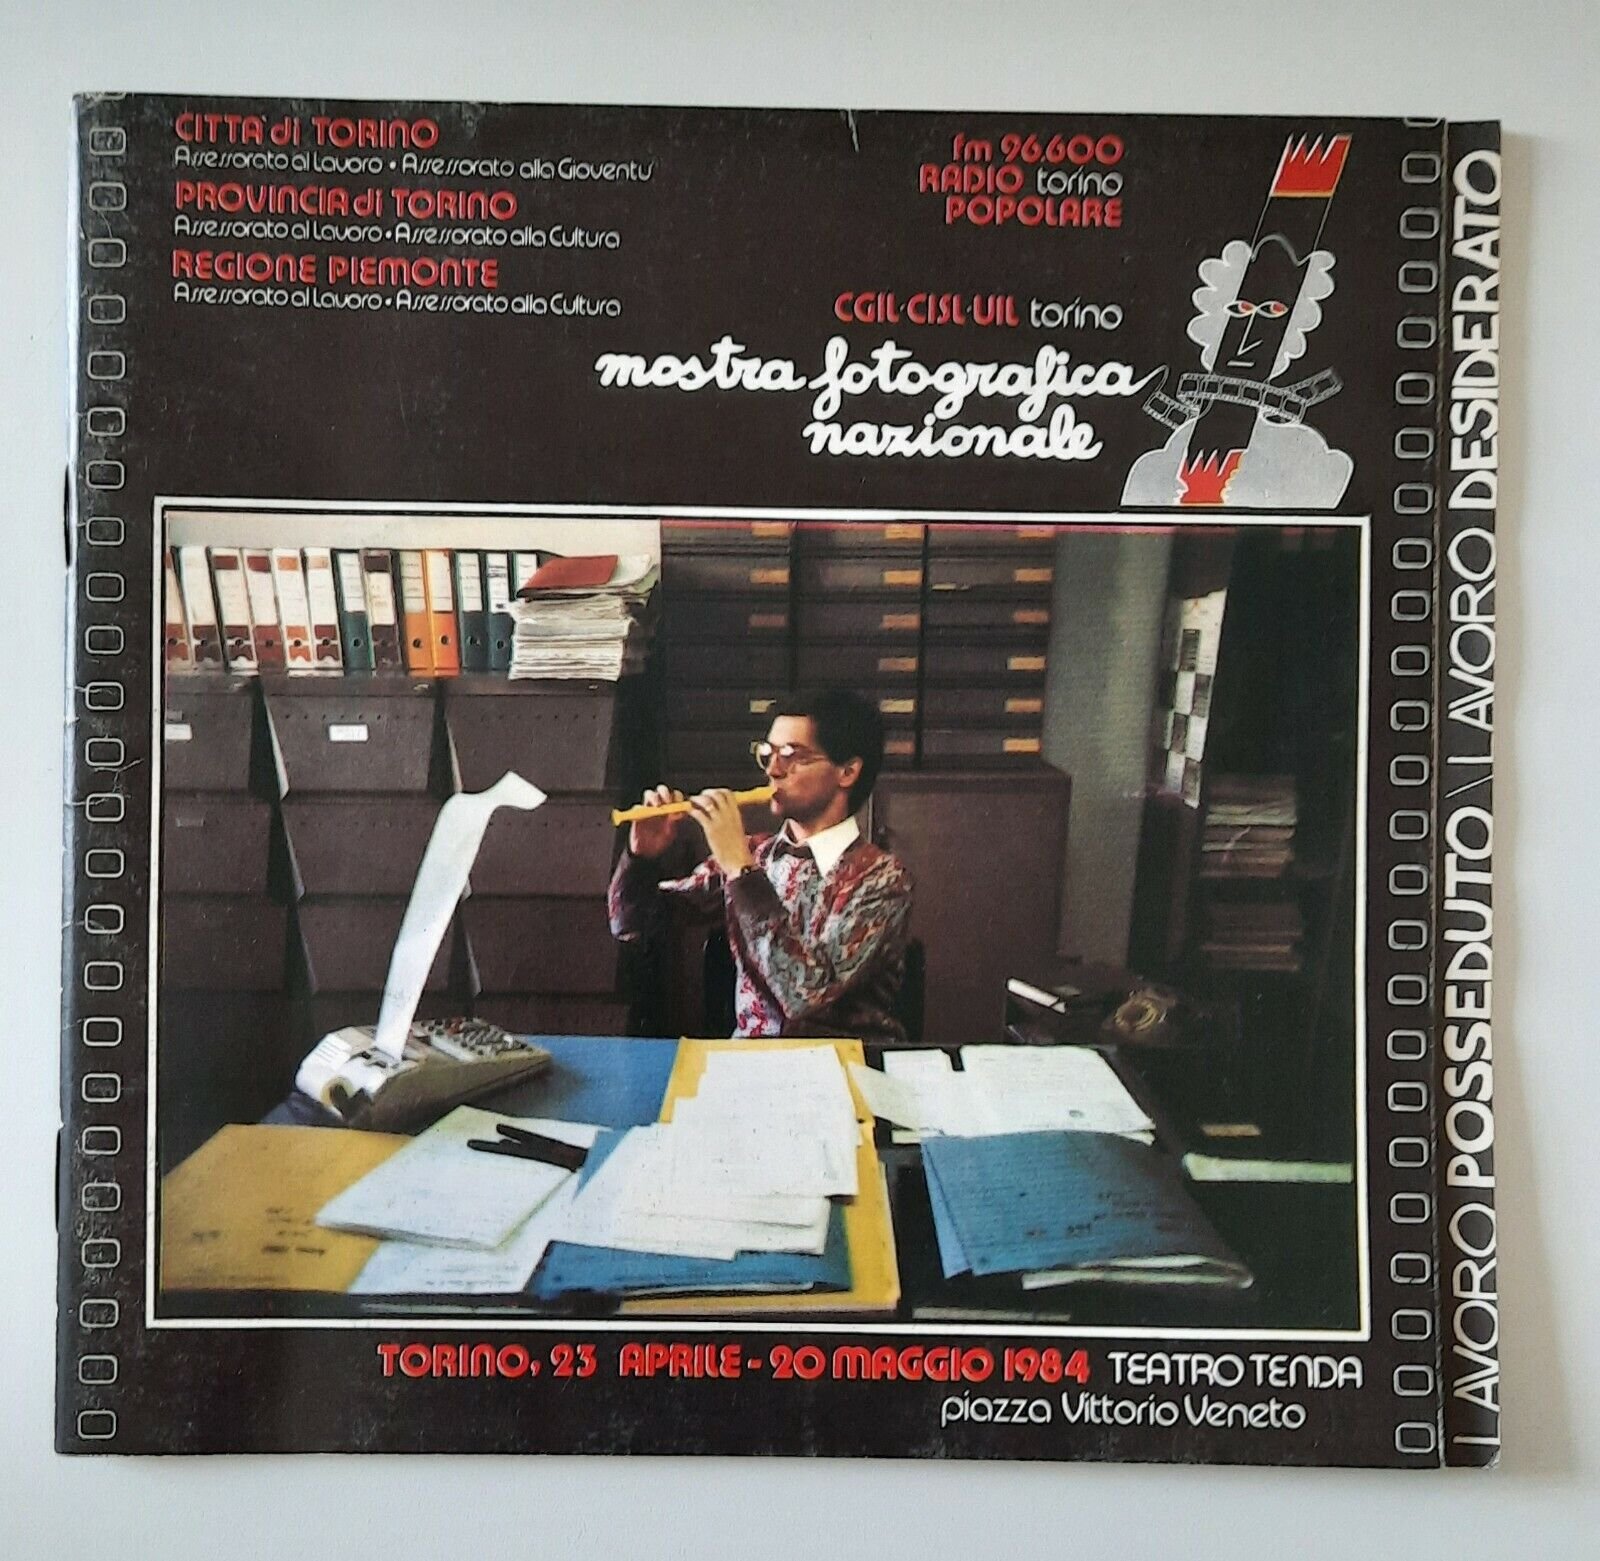 CITTA' di TORINO
Assessorato al Lavoro • Assessorato alla Gioventu'
PROVINCIA di TORINO
Assessorato al Lavoro • Assessorato alla Cultura
REGIONE PIEMONTE
Assessorato al Lavoro • Assessorato alla Cultura
fm 96.600
RADIO torino
POPOLARE
CGIL·CISL·UIL torino
mostra fotografica
nazionale
TORINO, 23 APRILE - 20 MAGGIO 1984 TEATRO TENDA
piazza Vittorio Veneto
LAVORO POSSEDUTO \ LAVORO DESIDERATO